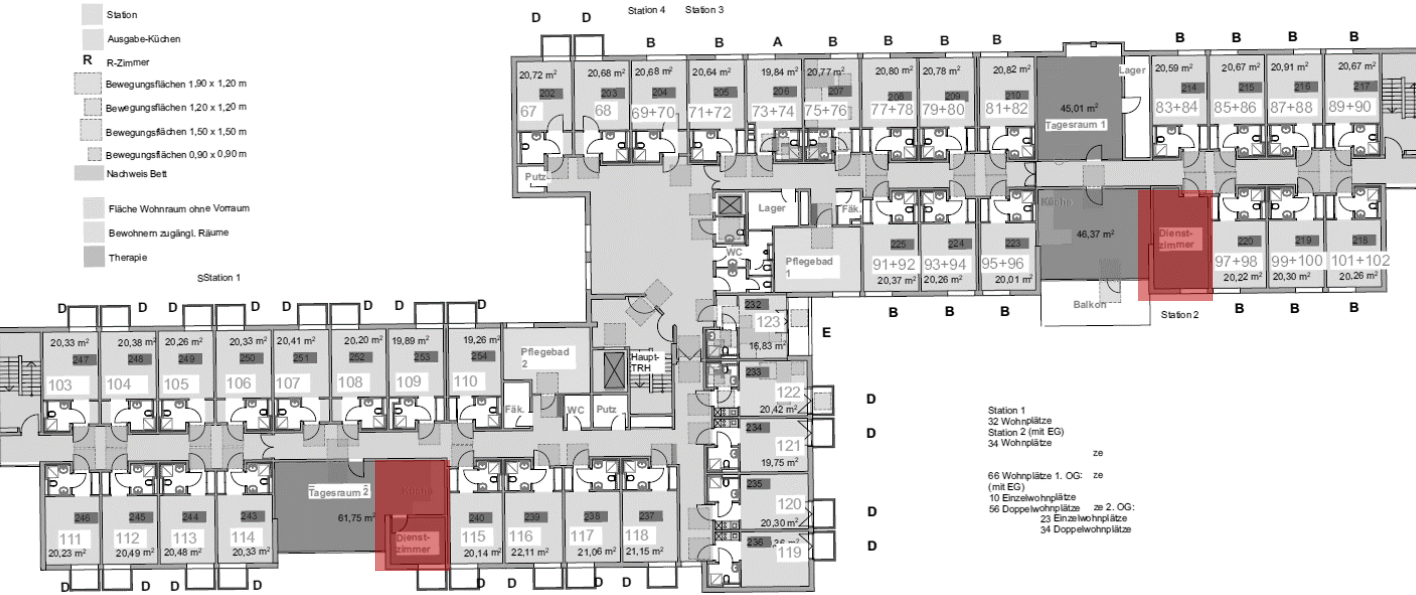 Station
Ausgabe-Küchen
R R-Zimmer
Bewegungsflächen 1,90 x 1,20 m
Bewegungsflächen 1,20 x 1,20 m
Bewegungsflächen 1,50 x 1,50 m
Bewegungsflächen 0,90 x 0,90 m
Nachweis Bett
Fläche Wohnraum ohne Vorraum
Bewohnern zugängl. Räume
Therapie
Station 4 Station 3
D D B B A B B B B B B B B
20,72 m² 20,68 m² 20,68 m² 20,64 m² 19,84 m² 20,77 m² 20,80 m² 20,78 m² 20,82 m² Lager 20,59 m² 20,67 m² 20,91 m² 20,67 m²
202 203 204 205 206 207 208 209 210 214 215 216 217
67 68 69+70 71+72 73+74 75+76 77+78 79+80 81+82 45,01 m² 83+84 85+86 87+88 89+90
Tagesraum 1
Putz
Lager Fäk. Küche
46,37 m² Dienst-
zimmer
WC
225 224 223 220 219 218
Pflegebad
1
91+92 93+94 95+96 97+98 99+100 101+102
20,37 m² 20,26 m² 20,01 m² 20,22 m² 20,30 m² 20,26 m²
Balkon
B B B Station 2 B B B
SStation 1
D D D D D D D D
20,33 m² 20,38 m² 20,26 m² 20,33 m² 20,41 m² 20,20 m² 19,89 m² 19,26 m²
247 248 249 250 251 252 253 254
103 104 105 106 107 108 109 110
Pflegebad
2
Haupt-
TRH
Fäk. WC Putz
232
123
16,83 m²
E
233
122
20,42 m²
D
234
121
19,75 m²
D
235
120
20,30 m²
D
236
119
D
Tagesraum 2 Küche
61,75 m²
Dienst-
zimmer
246 245 244 243 240 239 238 237
111 112 113 114 115 116 117 118
20,23 m² 20,49 m² 20,48 m² 20,33 m² 20,14 m² 22,11 m² 21,06 m² 21,15 m²
D D D D D D D D
Station 1
32 Wohnplätze
Station 2 (mit EG)
34 Wohnplätze
ze
66 Wohnplätze 1. OG: ze
(mit EG)
10 Einzelwohnplätze
56 Doppelwohnplätze ze 2. OG:
23 Einzelwohnplätze
34 Doppelwohnplätze